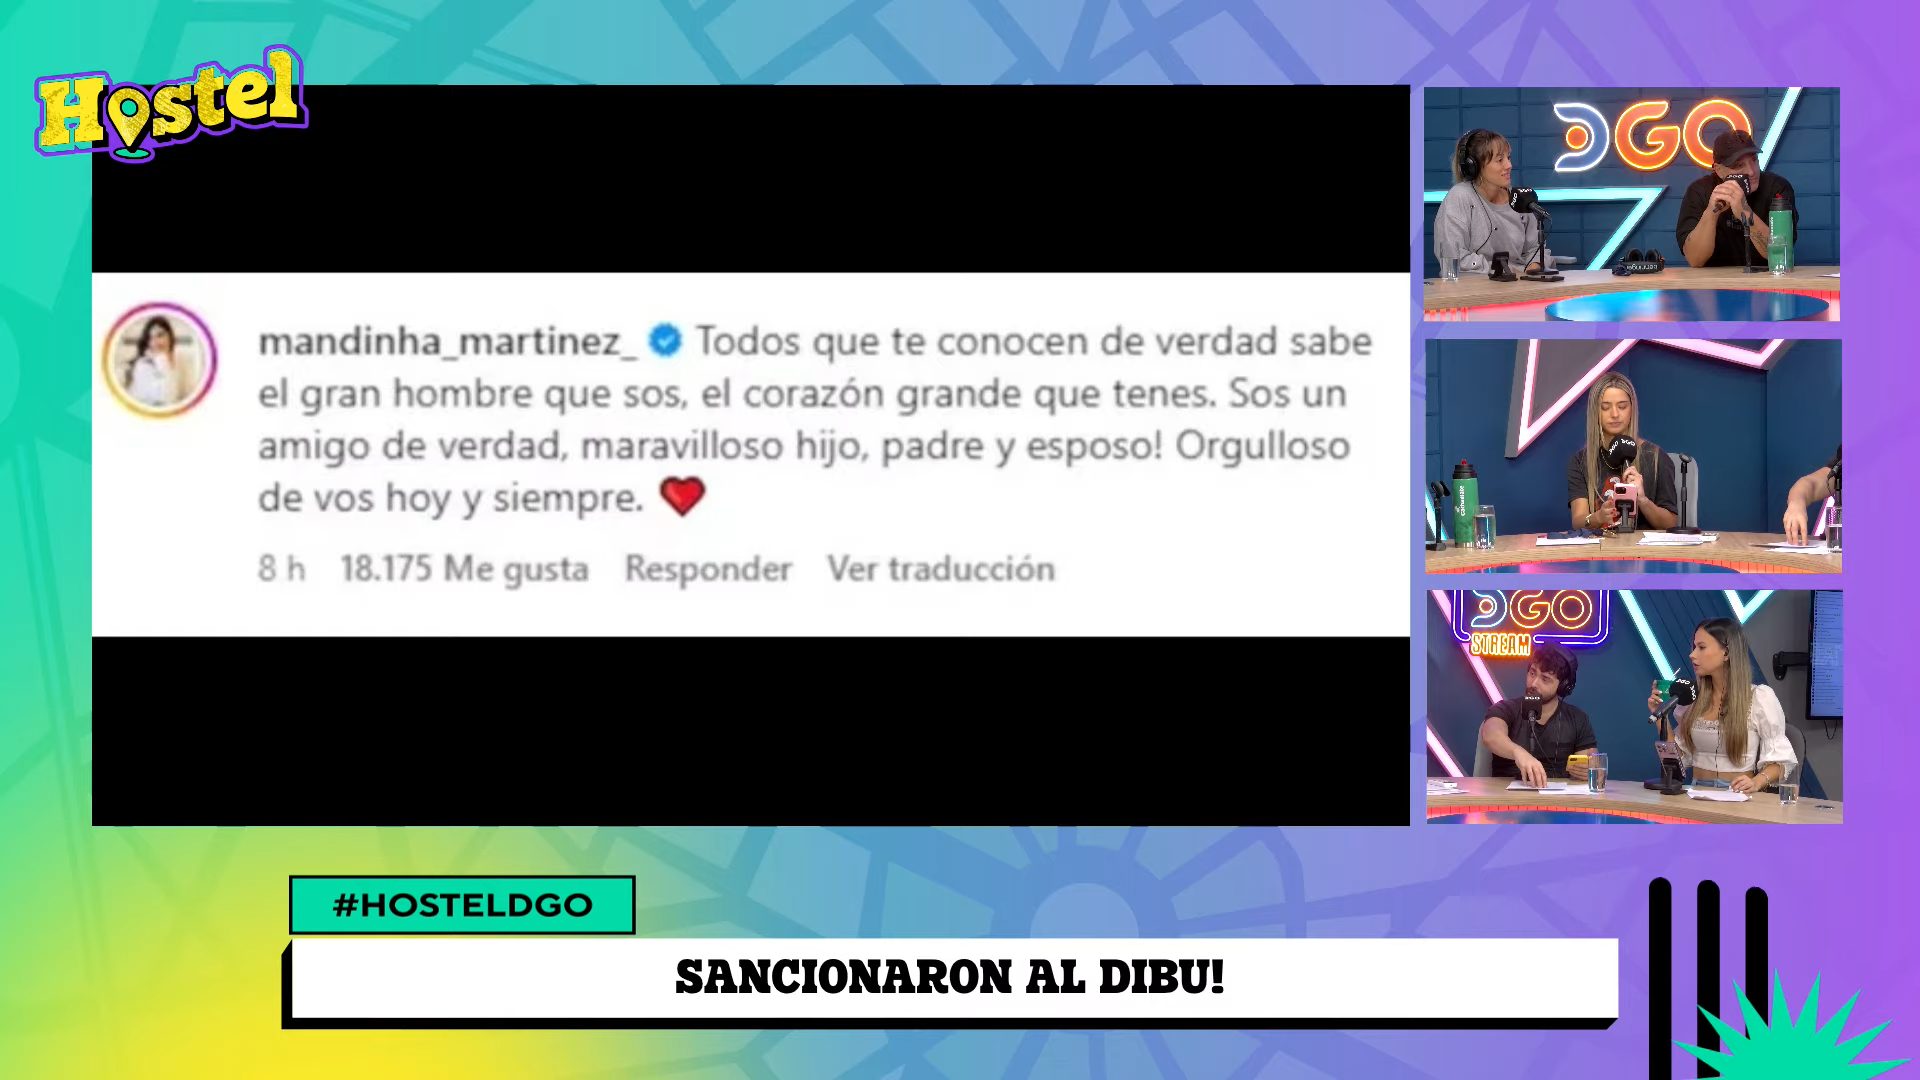 Hostel
DGO
mandinha_martinez_ Todos que te conocen de verdad sabe
el gran hombre que sos, el corazón grande que tenes. Sos un
amigo de verdad, maravilloso hijo, padre y esposo! Orgulloso
de vos hoy y siempre. ❤️
8 h 18.175 Me gusta Responder Ver traducción
DGO
STREAM
#HOSTELDGO
SANCIONARON AL DIBU!